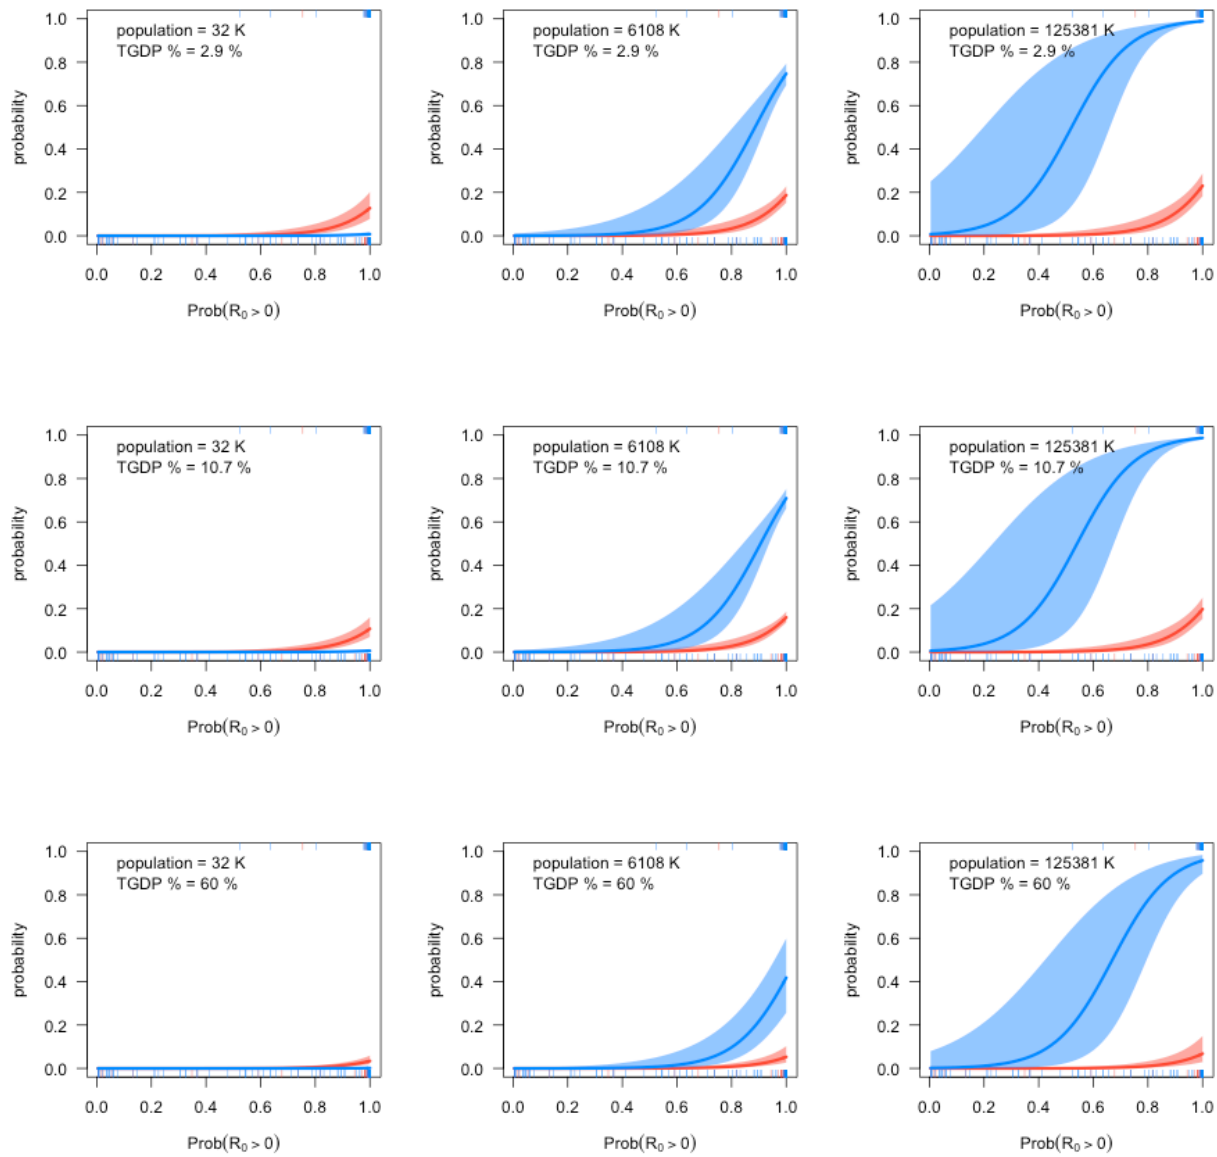 population = 32 K
TGDP % = 2.9 %
probability
1.0
0.8
0.6
0.4
0.2
0.0
0.0 0.2 0.4 0.6 0.8 1.0
Prob(R₀ > 0)
population = 6108 K
TGDP % = 2.9 %
probability
1.0
0.8
0.6
0.4
0.2
0.0
0.0 0.2 0.4 0.6 0.8 1.0
Prob(R₀ > 0)
population = 125381 K
TGDP % = 2.9 %
probability
1.0
0.8
0.6
0.4
0.2
0.0
0.0 0.2 0.4 0.6 0.8 1.0
Prob(R₀ > 0)
population = 32 K
TGDP % = 10.7 %
probability
1.0
0.8
0.6
0.4
0.2
0.0
0.0 0.2 0.4 0.6 0.8 1.0
Prob(R₀ > 0)
population = 6108 K
TGDP % = 10.7 %
probability
1.0
0.8
0.6
0.4
0.2
0.0
0.0 0.2 0.4 0.6 0.8 1.0
Prob(R₀ > 0)
population = 125381 K
TGDP % = 10.7 %
probability
1.0
0.8
0.6
0.4
0.2
0.0
0.0 0.2 0.4 0.6 0.8 1.0
Prob(R₀ > 0)
population = 32 K
TGDP % = 60 %
probability
1.0
0.8
0.6
0.4
0.2
0.0
0.0 0.2 0.4 0.6 0.8 1.0
Prob(R₀ > 0)
population = 6108 K
TGDP % = 60 %
probability
1.0
0.8
0.6
0.4
0.2
0.0
0.0 0.2 0.4 0.6 0.8 1.0
Prob(R₀ > 0)
population = 125381 K
TGDP % = 60 %
probability
1.0
0.8
0.6
0.4
0.2
0.0
0.0 0.2 0.4 0.6 0.8 1.0
Prob(R₀ > 0)